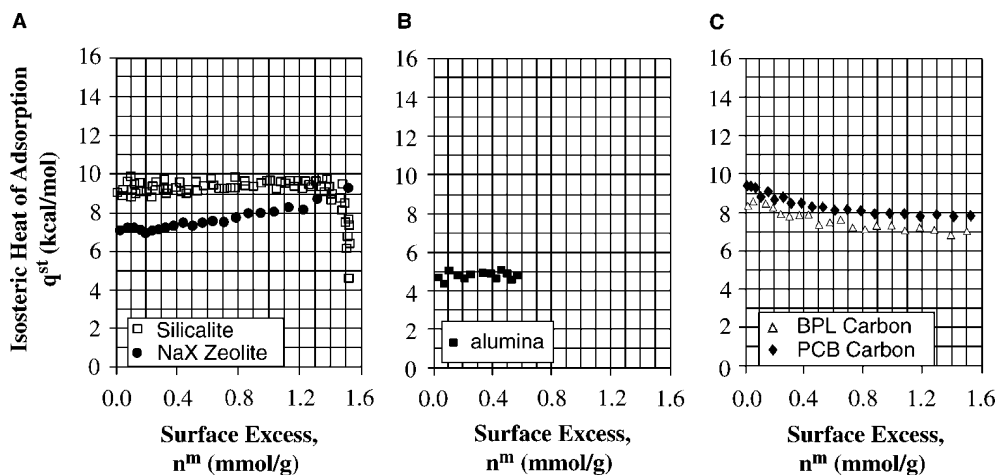 A
B
C
Isosteric Heat of Adsorption
q^st (kcal/mol)
16
14
12
10
8
6
4
2
0
0.0 0.4 0.8 1.2 1.6
Silicalite
NaX Zeolite
Surface Excess,
n^m (mmol/g)
16
14
12
10
8
6
4
2
0
0.0 0.4 0.8 1.2 1.6
alumina
Surface Excess,
n^m (mmol/g)
16
14
12
10
8
6
4
2
0
0.0 0.4 0.8 1.2 1.6
BPL Carbon
PCB Carbon
Surface Excess,
n^m (mmol/g)